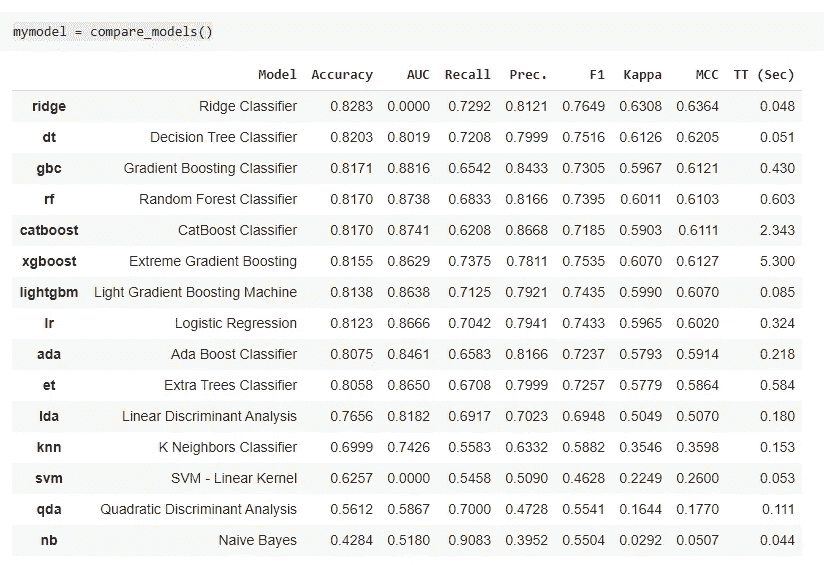 mymodel = compare_models()
Model Accuracy AUC Recall Prec. F1 Kappa MCC TT (Sec)
ridge Ridge Classifier 0.8283 0.0000 0.7292 0.8121 0.7649 0.6308 0.6364 0.048
dt Decision Tree Classifier 0.8203 0.8019 0.7208 0.7999 0.7516 0.6126 0.6205 0.051
gbc Gradient Boosting Classifier 0.8171 0.8816 0.6542 0.8433 0.7305 0.5967 0.6121 0.430
rf Random Forest Classifier 0.8170 0.8738 0.6833 0.8166 0.7395 0.6011 0.6103 0.603
catboost CatBoost Classifier 0.8170 0.8741 0.6208 0.8668 0.7185 0.5903 0.6111 2.343
xgboost Extreme Gradient Boosting 0.8155 0.8629 0.7375 0.7811 0.7535 0.6070 0.6127 5.300
lightgbm Light Gradient Boosting Machine 0.8138 0.8638 0.7125 0.7921 0.7435 0.5990 0.6070 0.085
lr Logistic Regression 0.8123 0.8666 0.7042 0.7941 0.7433 0.5965 0.6020 0.324
ada Ada Boost Classifier 0.8075 0.8461 0.6583 0.8166 0.7237 0.5793 0.5914 0.218
et Extra Trees Classifier 0.8058 0.8650 0.6708 0.7999 0.7257 0.5779 0.5864 0.584
lda Linear Discriminant Analysis 0.7656 0.8182 0.6917 0.7023 0.6948 0.5049 0.5070 0.180
knn K Neighbors Classifier 0.6999 0.7426 0.5583 0.6332 0.5882 0.3546 0.3598 0.153
svm SVM - Linear Kernel 0.6257 0.0000 0.5458 0.5090 0.4628 0.2249 0.2600 0.053
qda Quadratic Discriminant Analysis 0.5612 0.5867 0.7000 0.4728 0.5541 0.1644 0.1770 0.111
nb Naive Bayes 0.4284 0.5180 0.9083 0.3952 0.5504 0.0292 0.0507 0.044